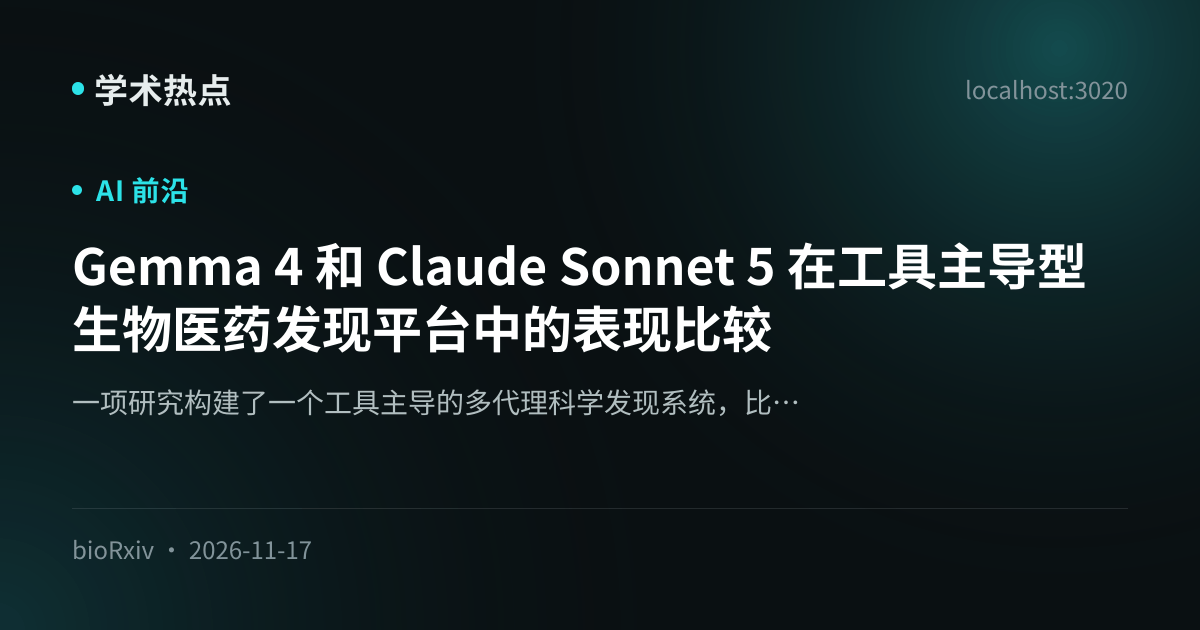 学术热点
localhost:3020
AI 前沿
Gemma 4 和 Claude Sonnet 5 在工具主导型
生物医药发现平台中的表现比较
一项研究构建了一个工具主导的多代理科学发现系统，比…
bioRxiv · 2026-11-17